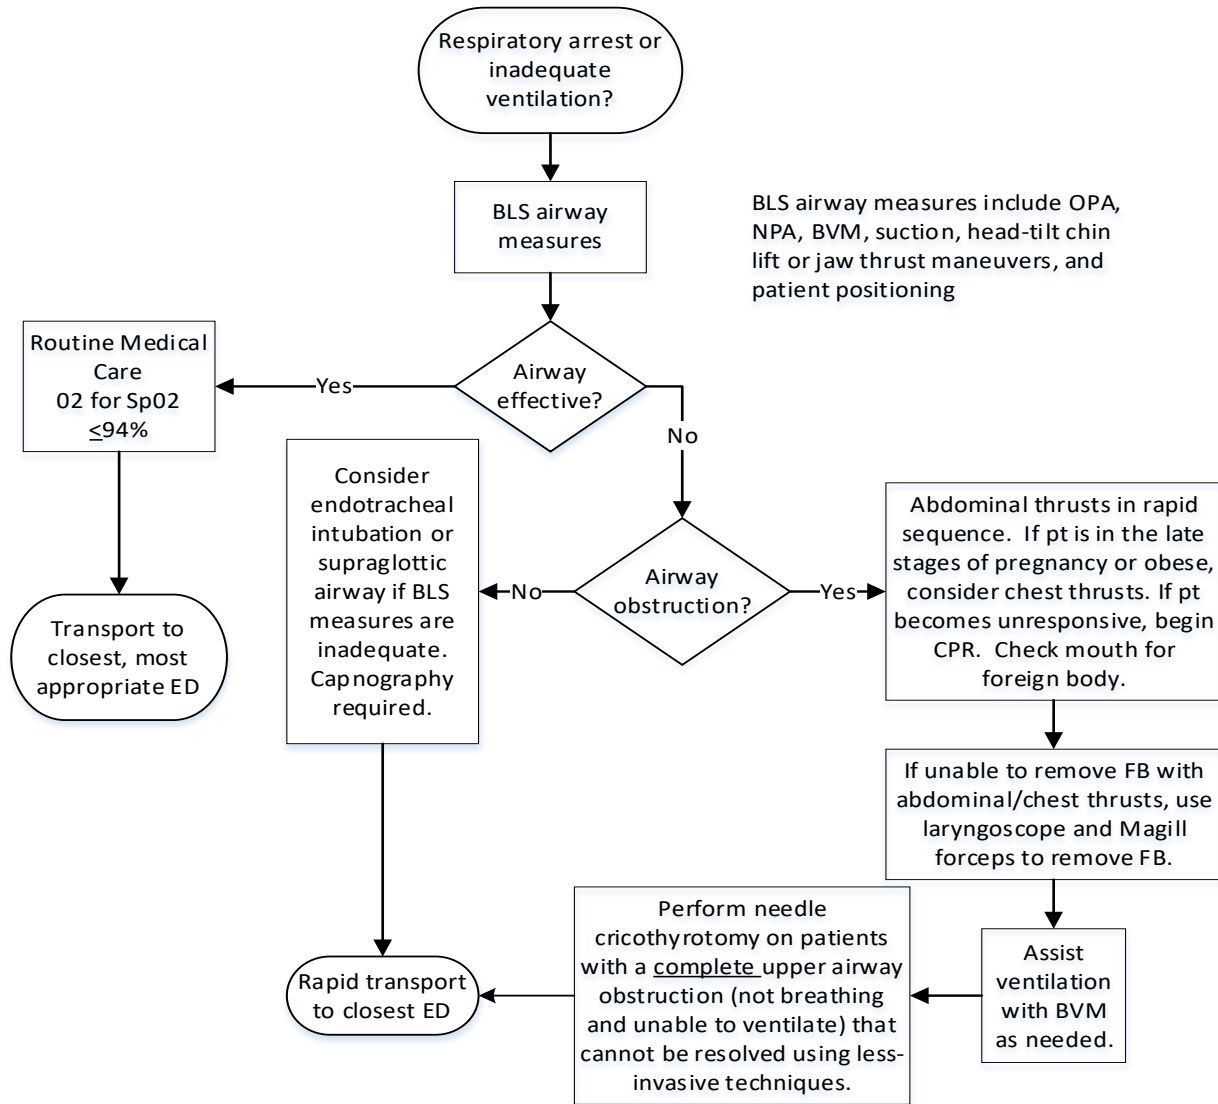 Respiratory arrest or
inadequate
ventilation?
BLS airway
measures
BLS airway measures include OPA,
NPA, BVM, suction, head-tilt chin
lift or jaw thrust maneuvers, and
patient positioning
Airway
effective?
Yes
Routine Medical
Care
02 for Sp02
≤94%
Transport to
closest, most
appropriate ED
No
Airway
obstruction?
No
Consider
endotracheal
intubation or
supraglottic
airway if BLS
measures are
inadequate.
Capnography
required.
Yes
Abdominal thrusts in rapid
sequence.  If pt is in the late
stages of pregnancy or obese,
consider chest thrusts. If pt
becomes unresponsive, begin
CPR.  Check mouth for
foreign body.
If unable to remove FB with
abdominal/chest thrusts, use
laryngoscope and Magill
forceps to remove FB.
Assist
ventilation
with BVM
as needed.
Perform needle
cricothyrotomy on patients
with a complete upper airway
obstruction (not breathing
and unable to ventilate) that
cannot be resolved using less-
invasive techniques.
Rapid transport
to closest ED